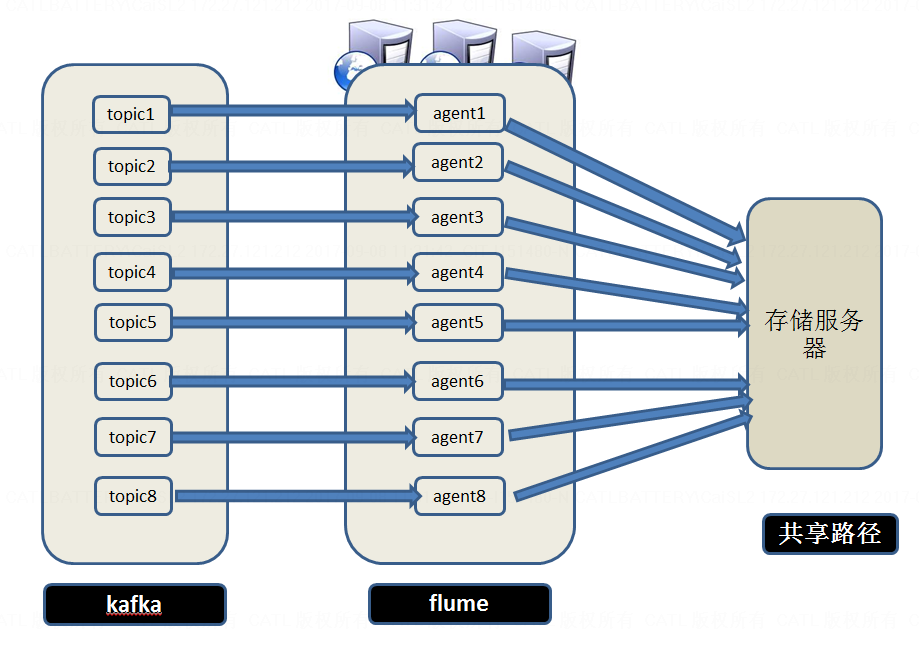 topic1
topic2
topic3
topic4
topic5
topic6
topic7
topic8
kafka
agent1
agent2
agent3
agent4
agent5
agent6
agent7
agent8
flume
存储服务
器
共享路径